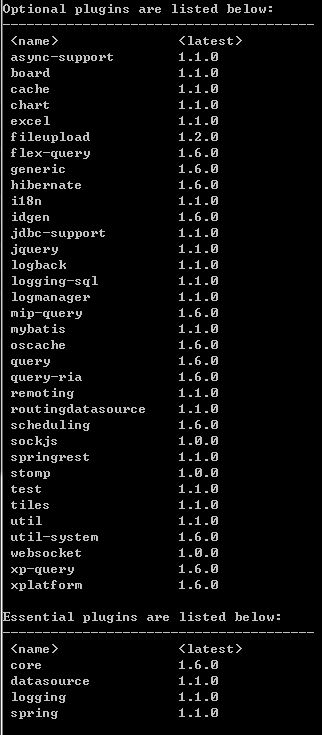 Optional plugins are listed below:
----------------------------------------
<name> <latest>
async-support 1.1.0
board 1.1.0
cache 1.1.0
chart 1.1.0
excel 1.1.0
fileupload 1.2.0
flex-query 1.6.0
generic 1.6.0
hibernate 1.6.0
i18n 1.1.0
idgen 1.6.0
jdbc-support 1.1.0
jquery 1.1.0
logback 1.1.0
logging-sql 1.1.0
logmanager 1.1.0
mip-query 1.6.0
mybatis 1.1.0
oscache 1.6.0
query 1.6.0
query-ria 1.6.0
remoting 1.1.0
routingdatasource 1.1.0
scheduling 1.6.0
sockjs 1.0.0
springrest 1.1.0
stomp 1.0.0
test 1.1.0
tiles 1.1.0
util 1.1.0
util-system 1.6.0
websocket 1.0.0
xp-query 1.6.0
xplatform 1.6.0
Essential plugins are listed below:
----------------------------------------
<name> <latest>
core 1.6.0
datasource 1.1.0
logging 1.1.0
spring 1.1.0